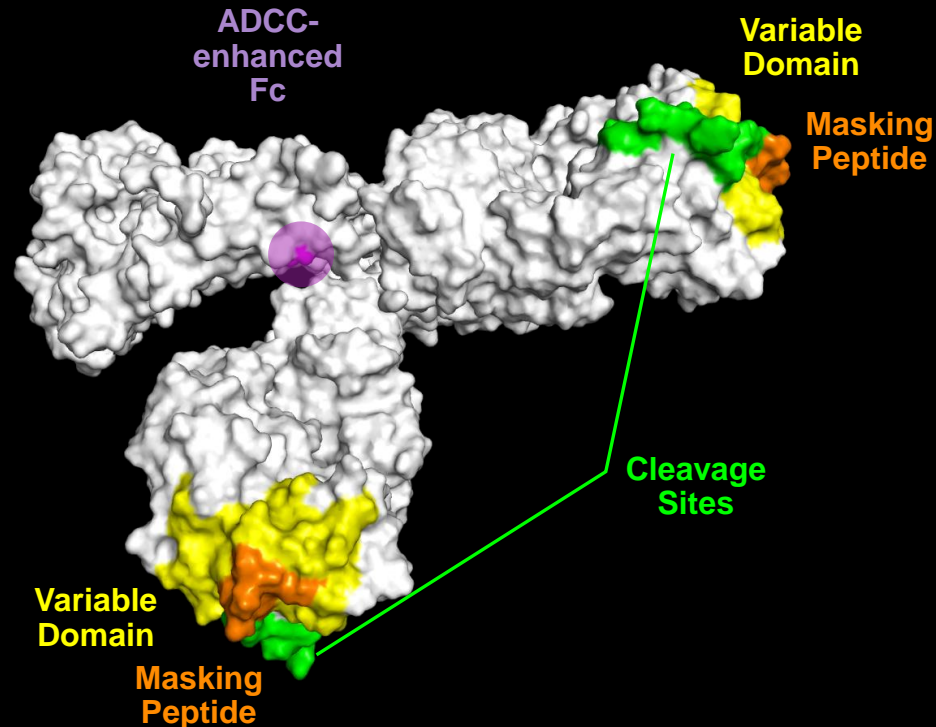 ADCC-
enhanced
Fc
Variable
Domain
Masking
Peptide
Cleavage
Sites
Variable
Domain
Masking
Peptide